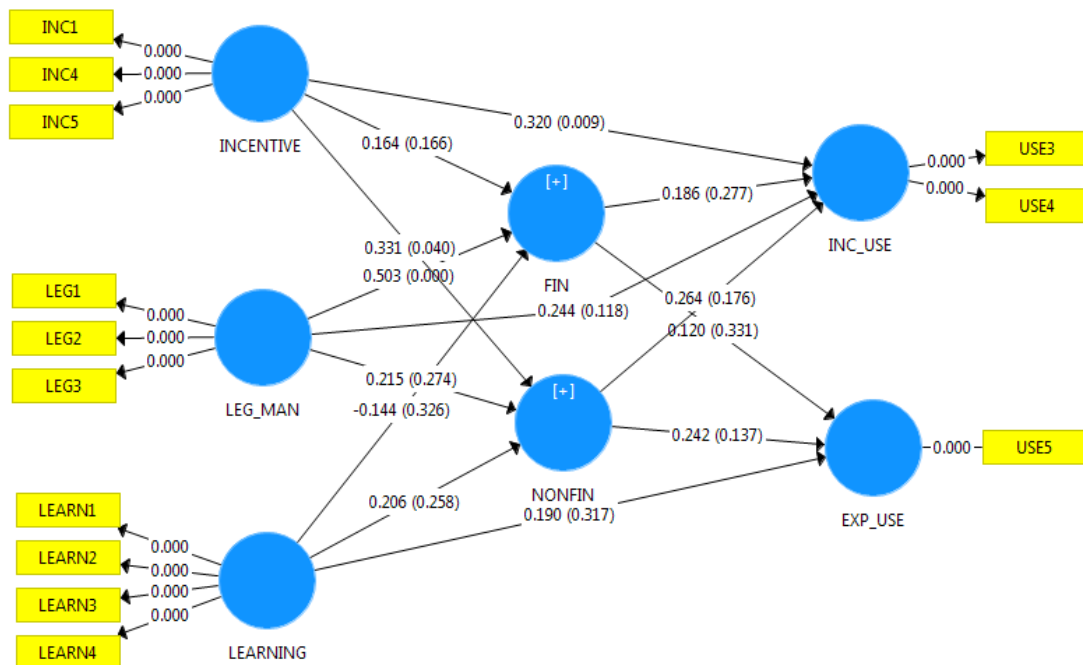 INC1
0.000
INC4
0.000
INC5
0.000
INCENTIVE
0.320 (0.009)
0.164 (0.166)
[+]
FIN
0.186 (0.277)
0.000
USE3
0.000
USE4
INC_USE
0.331 (0.040)
0.503 (0.000)
LEG1
0.000
LEG2
0.000
LEG3
0.000
LEG_MAN
0.264 (0.176)
0.244 (0.118)
0.120 (0.331)
0.215 (0.274)
-0.144 (0.326)
[+]
NONFIN
0.242 (0.137)
0.000
USE5
EXP_USE
0.206 (0.258)
0.190 (0.317)
LEARN1
0.000
LEARN2
0.000
LEARN3
0.000
LEARN4
0.000
LEARNING